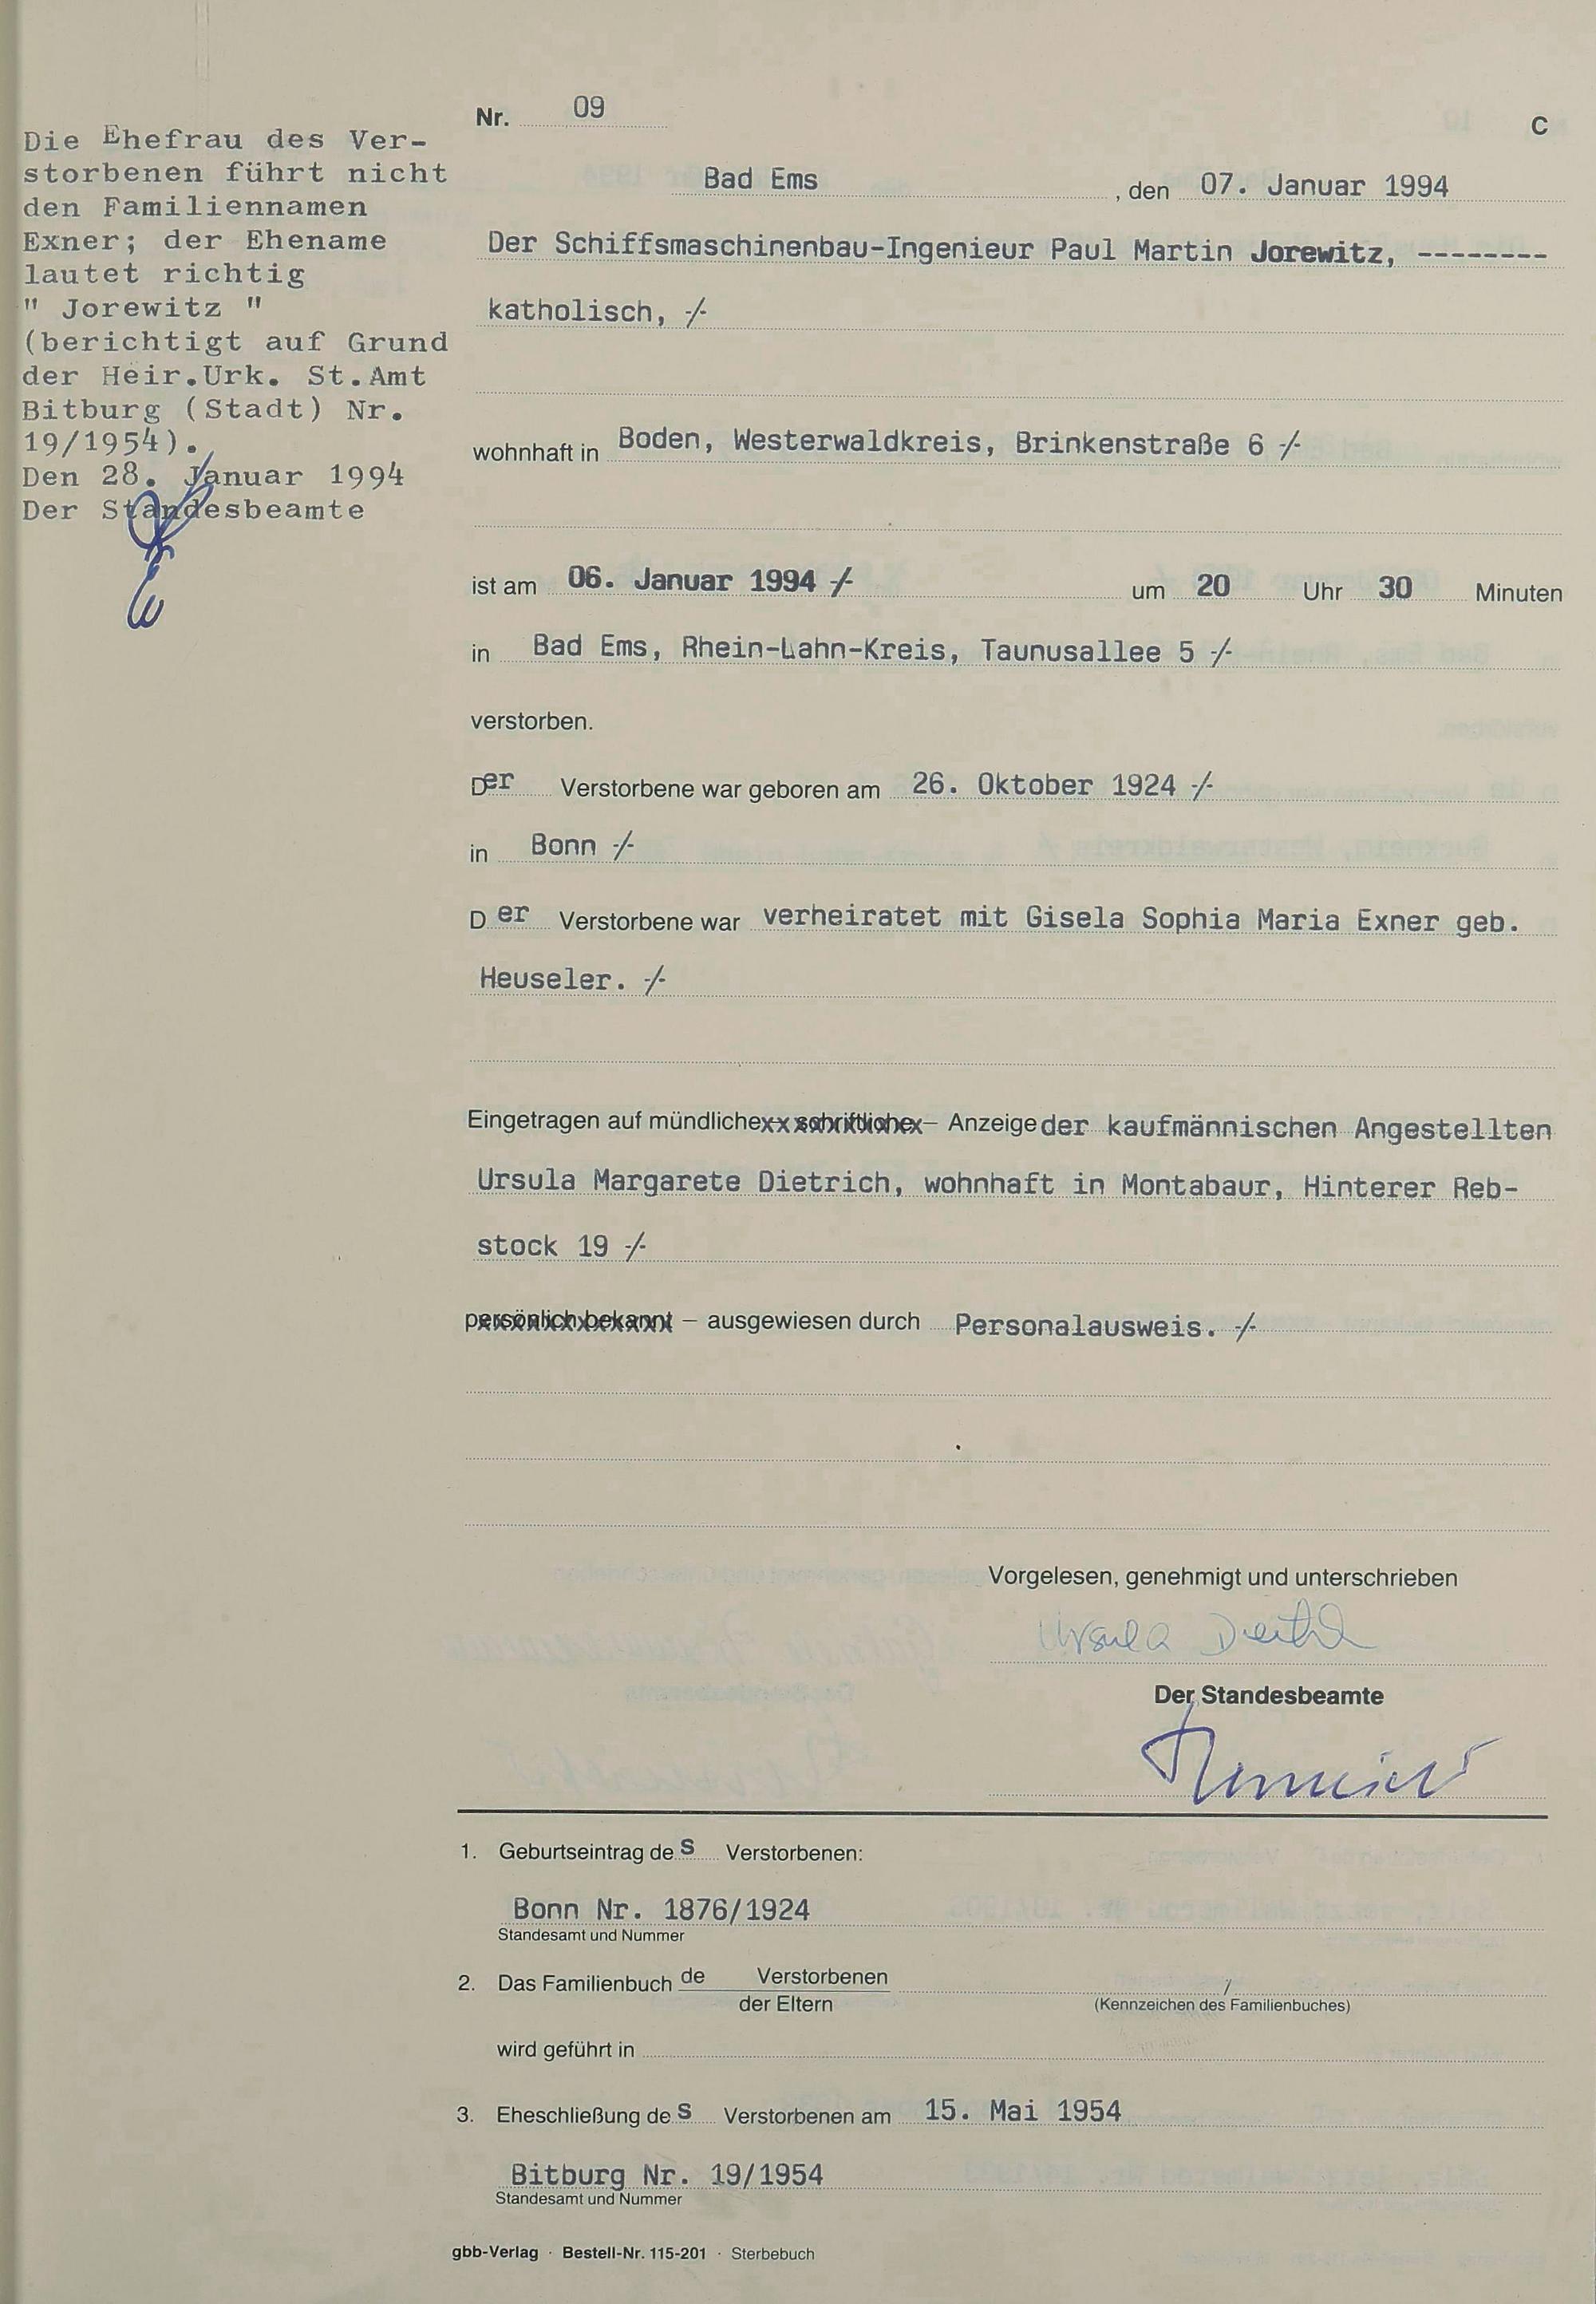 Die Ehefrau des Ver-
storbenen führt nicht
den Familiennamen
Exner; der Ehename
lautet richtig
" Jorewitz "
(berichtigt auf Grund
der Heir.Urk. St.Amt
Bitburg (Stadt) Nr.
19/1954).
Den 28. Januar 1994
Der Standesbeamte
Nr. 09
C
Bad Ems , den 07. Januar 1994
Der Schiffsmaschinenbau-Ingenieur Paul Martin Jorewitz, --------
katholisch, -/-
wohnhaft in Boden, Westerwaldkreis, Brinkenstraße 6 -/-
ist am 06. Januar 1994 -/- um 20 Uhr 30 Minuten
in Bad Ems, Rhein-Lahn-Kreis, Taunusallee 5 -/-
verstorben.
Der Verstorbene war geboren am 26. Oktober 1924 -/-
in Bonn -/-
Der Verstorbene war verheiratet mit Gisela Sophia Maria Exner geb.
Heuseler. -/-
Eingetragen auf mündliche xx schriftliche x – Anzeige der kaufmännischen Angestellten
Ursula Margarete Dietrich, wohnhaft in Montabaur, Hinterer Reb-
stock 19 -/-
persönlich bekannt – ausgewiesen durch Personalausweis. -/-
Vorgelesen, genehmigt und unterschrieben
Ursula Dietrich
Der Standesbeamte
1. Geburtseintrag des Verstorbenen:
Bonn Nr. 1876/1924
Standesamt und Nummer
2. Das Familienbuch de Verstorbenen /
der Eltern (Kennzeichen des Familienbuches)
wird geführt in
3. Eheschließung des Verstorbenen am 15. Mai 1954
Bitburg Nr. 19/1954
Standesamt und Nummer
gbb-Verlag · Bestell-Nr. 115-201 · Sterbebuch